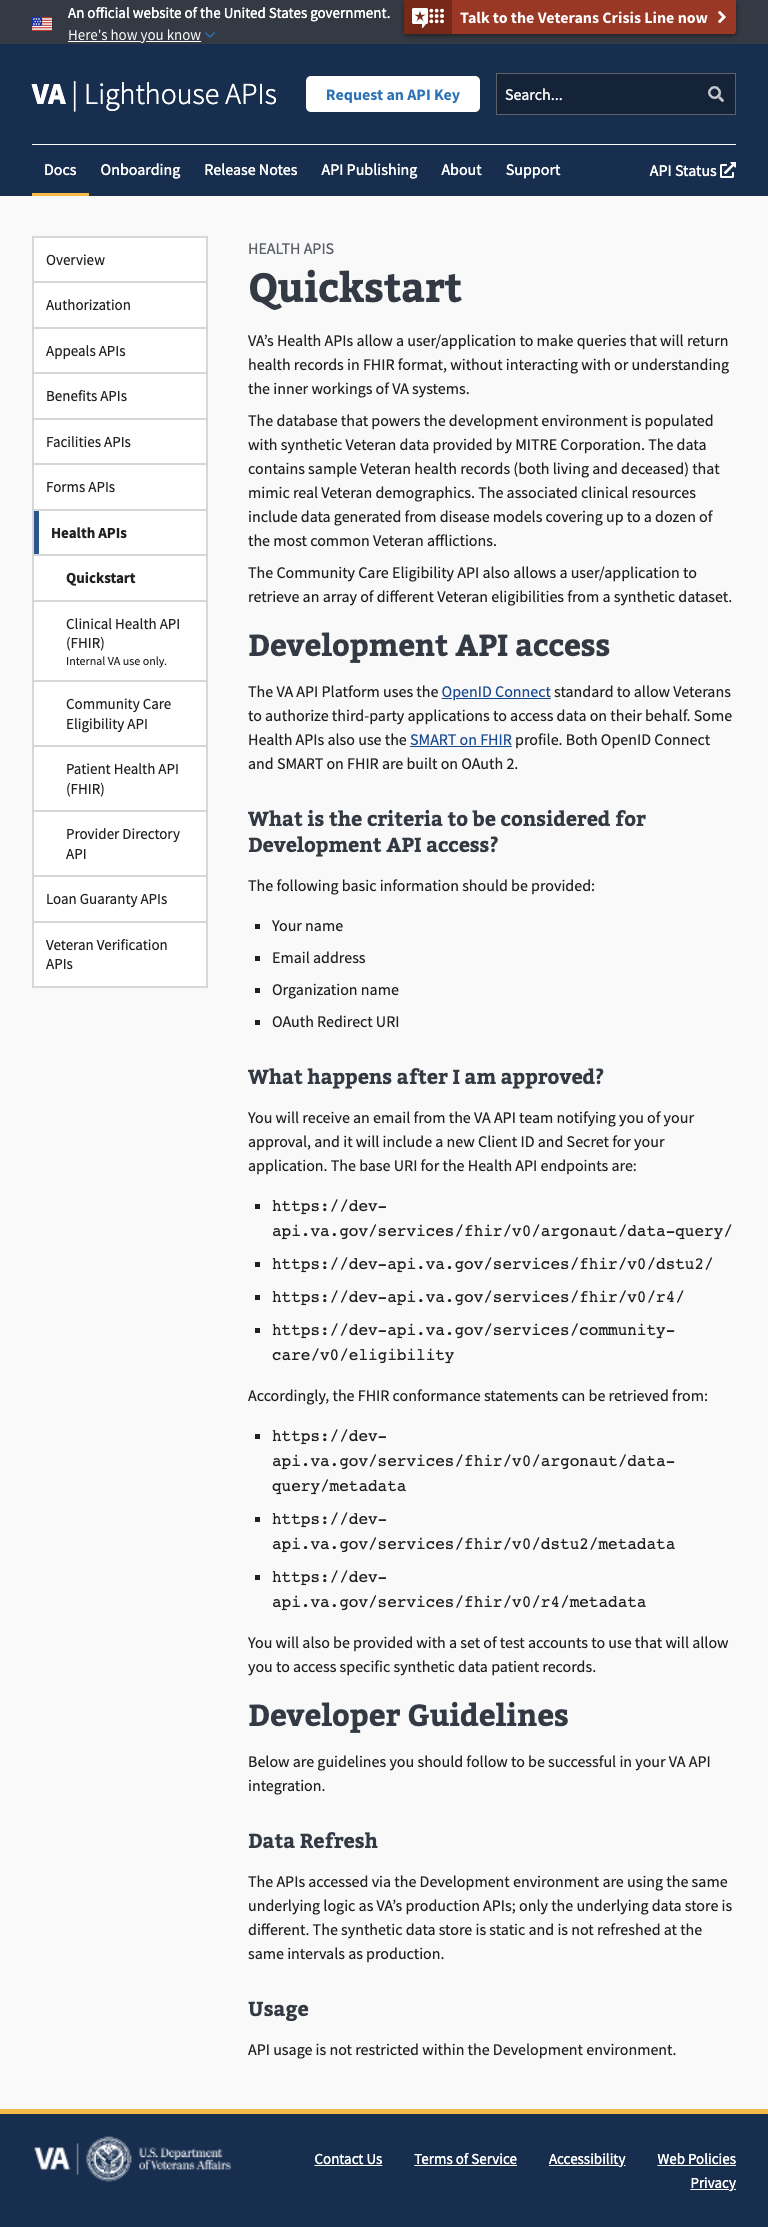 An official website of the United States government.
Here's how you know
Talk to the Veterans Crisis Line now
VA | Lighthouse APIs
Request an API Key
Search...
Docs
Onboarding
Release Notes
API Publishing
About
Support
API Status
Overview
Authorization
Appeals APIs
Benefits APIs
Facilities APIs
Forms APIs
Health APIs
Quickstart
Clinical Health API
(FHIR)
Internal VA use only.
Community Care
Eligibility API
Patient Health API
(FHIR)
Provider Directory
API
Loan Guaranty APIs
Veteran Verification
APIs
HEALTH APIS
Quickstart
VA’s Health APIs allow a user/application to make queries that will return
health records in FHIR format, without interacting with or understanding
the inner workings of VA systems.
The database that powers the development environment is populated
with synthetic Veteran data provided by MITRE Corporation. The data
contains sample Veteran health records (both living and deceased) that
mimic real Veteran demographics. The associated clinical resources
include data generated from disease models covering up to a dozen of
the most common Veteran afflictions.
The Community Care Eligibility API also allows a user/application to
retrieve an array of different Veteran eligibilities from a synthetic dataset.
Development API access
The VA API Platform uses the OpenID Connect standard to allow Veterans
to authorize third-party applications to access data on their behalf. Some
Health APIs also use the SMART on FHIR profile. Both OpenID Connect
and SMART on FHIR are built on OAuth 2.
What is the criteria to be considered for
Development API access?
The following basic information should be provided:
Your name
Email address
Organization name
OAuth Redirect URI
What happens after I am approved?
You will receive an email from the VA API team notifying you of your
approval, and it will include a new Client ID and Secret for your
application. The base URI for the Health API endpoints are:
https://dev-
api.va.gov/services/fhir/v0/argonaut/data-query/
https://dev-api.va.gov/services/fhir/v0/dstu2/
https://dev-api.va.gov/services/fhir/v0/r4/
https://dev-api.va.gov/services/community-
care/v0/eligibility
Accordingly, the FHIR conformance statements can be retrieved from:
https://dev-
api.va.gov/services/fhir/v0/argonaut/data-
query/metadata
https://dev-
api.va.gov/services/fhir/v0/dstu2/metadata
https://dev-
api.va.gov/services/fhir/v0/r4/metadata
You will also be provided with a set of test accounts to use that will allow
you to access specific synthetic data patient records.
Developer Guidelines
Below are guidelines you should follow to be successful in your VA API
integration.
Data Refresh
The APIs accessed via the Development environment are using the same
underlying logic as VA’s production APIs; only the underlying data store is
different. The synthetic data store is static and is not refreshed at the
same intervals as production.
Usage
API usage is not restricted within the Development environment.
VA
U.S. Department
of Veterans Affairs
Contact Us
Terms of Service
Accessibility
Web Policies
Privacy